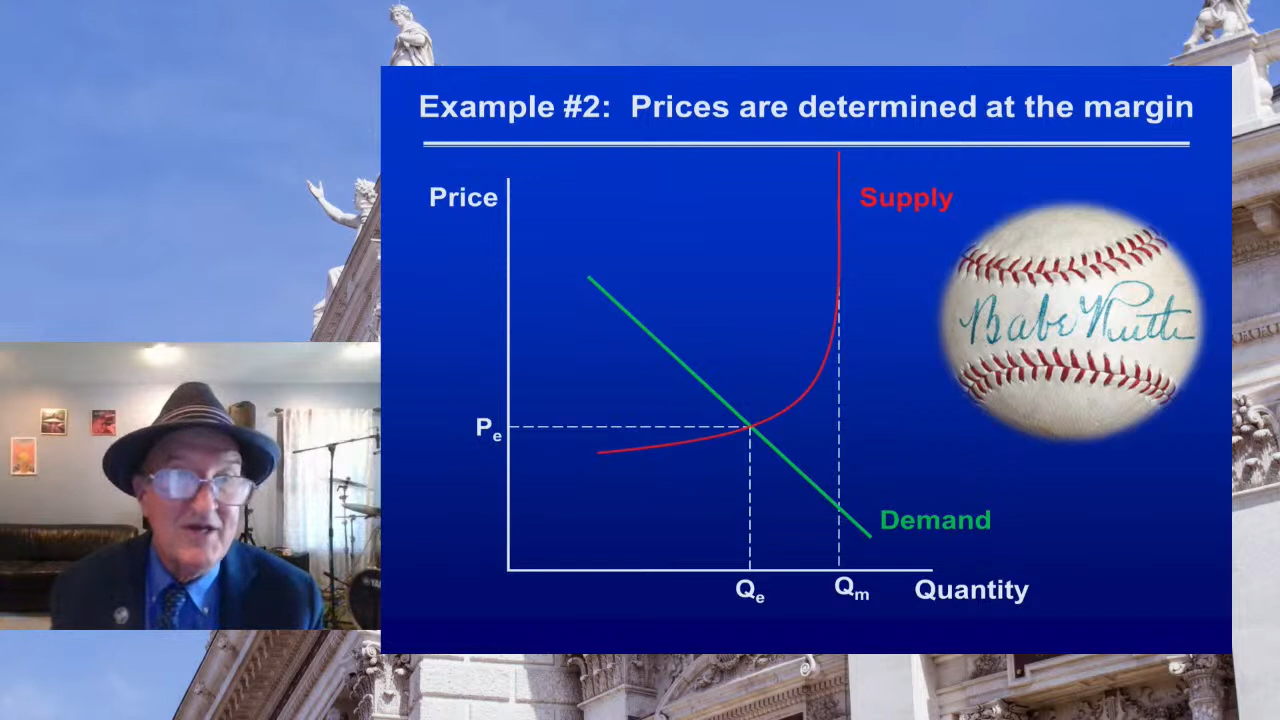 Example #2: Prices are determined at the margin
Price
Supply
Babe Ruth
Pe
Demand
Qe
Qm
Quantity